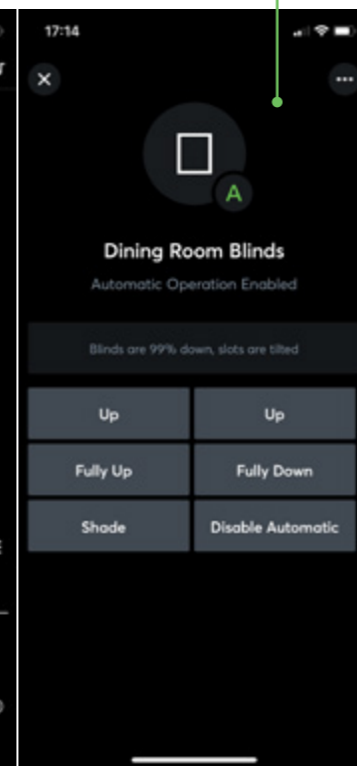 17:14
A
Dining Room Blinds
Automatic Operation Enabled
Blinds are 99% down, slats are tilted
Up Up
Fully Up Fully Down
Shade Disable Automatic